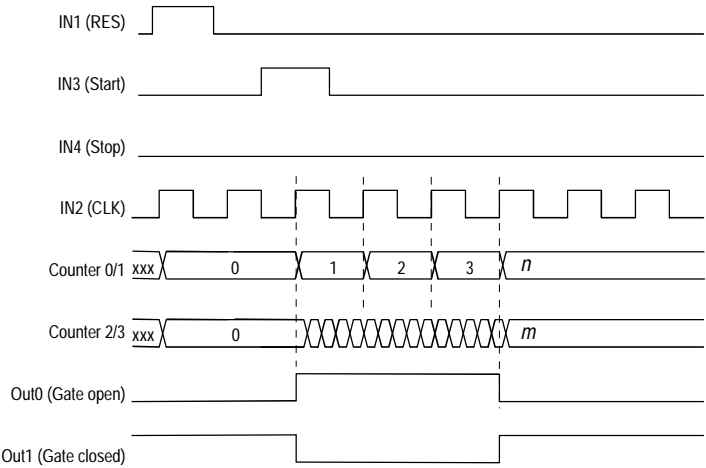 IN1 (RES)
IN3 (Start)
IN4 (Stop)
IN2 (CLK)
Counter 0/1 xxx 0 1 2 3 n
Counter 2/3 xxx 0 m
Out0 (Gate open)
Out1 (Gate closed)